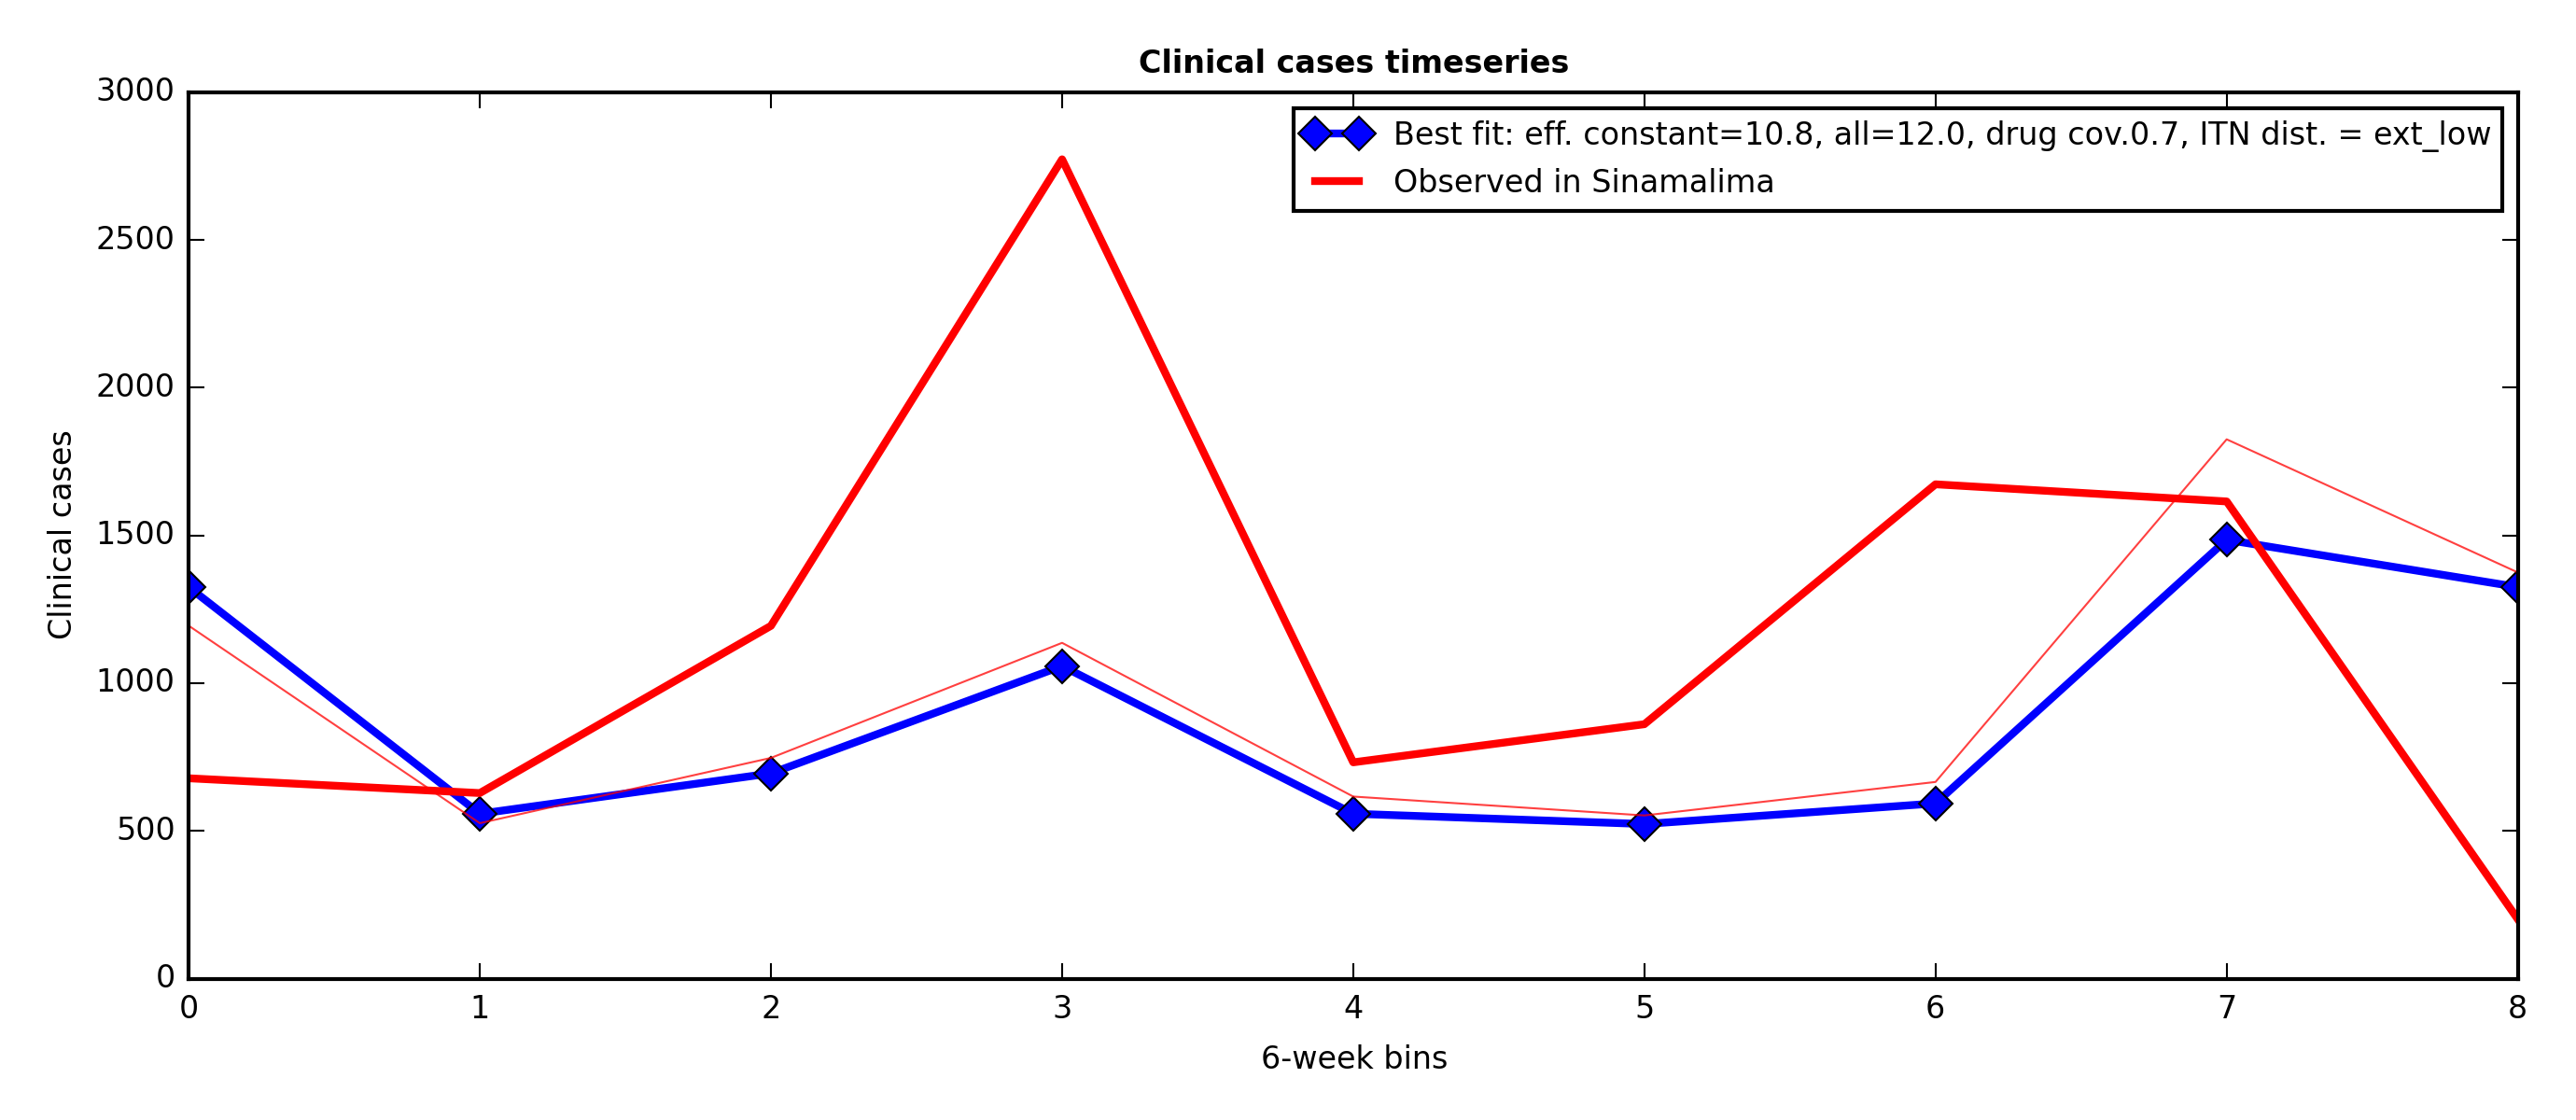 Clinical cases timeseries
3000
2500
2000
1500
1000
500
0
Clinical cases
Best fit: eff. constant=10.8, all=12.0, drug cov.0.7, ITN dist. = ext_low
Observed in Sinamalima
0 1 2 3 4 5 6 7 8
6-week bins